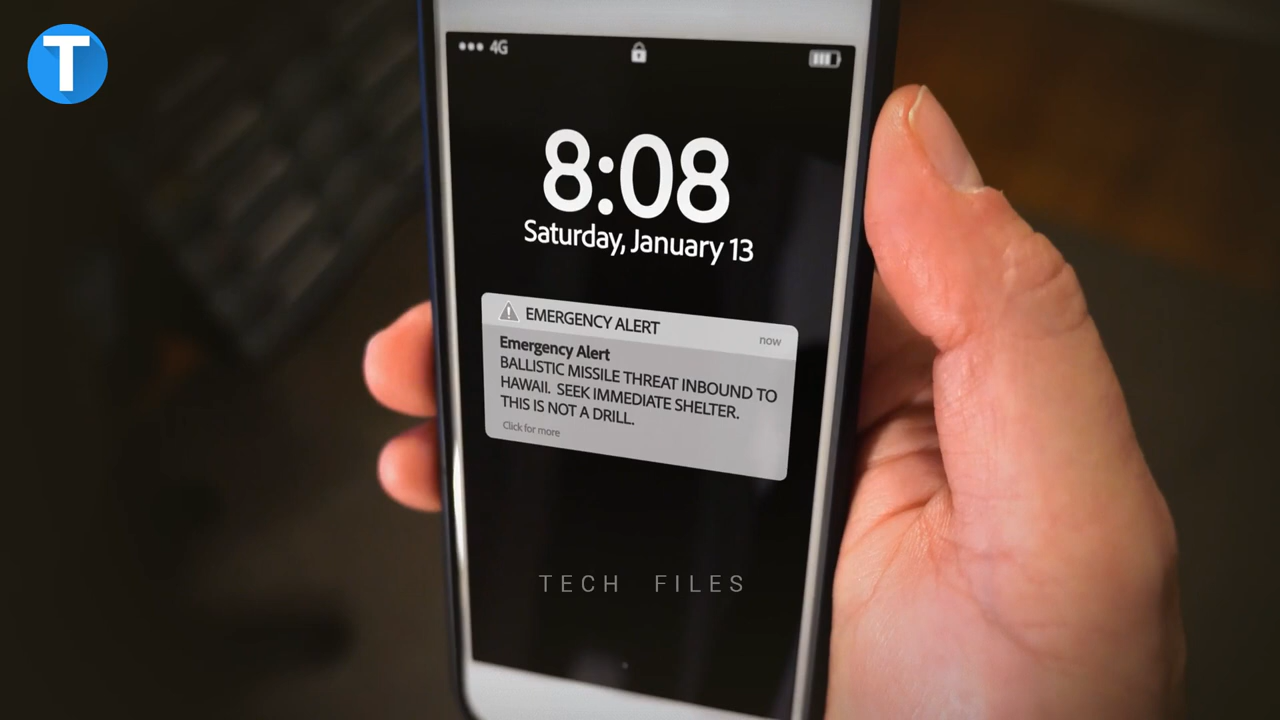 T
4G
8:08
Saturday, January 13
EMERGENCY ALERT
now
Emergency Alert
BALLISTIC MISSILE THREAT INBOUND TO
HAWAII. SEEK IMMEDIATE SHELTER.
THIS IS NOT A DRILL.
Click for more
TECH FILES